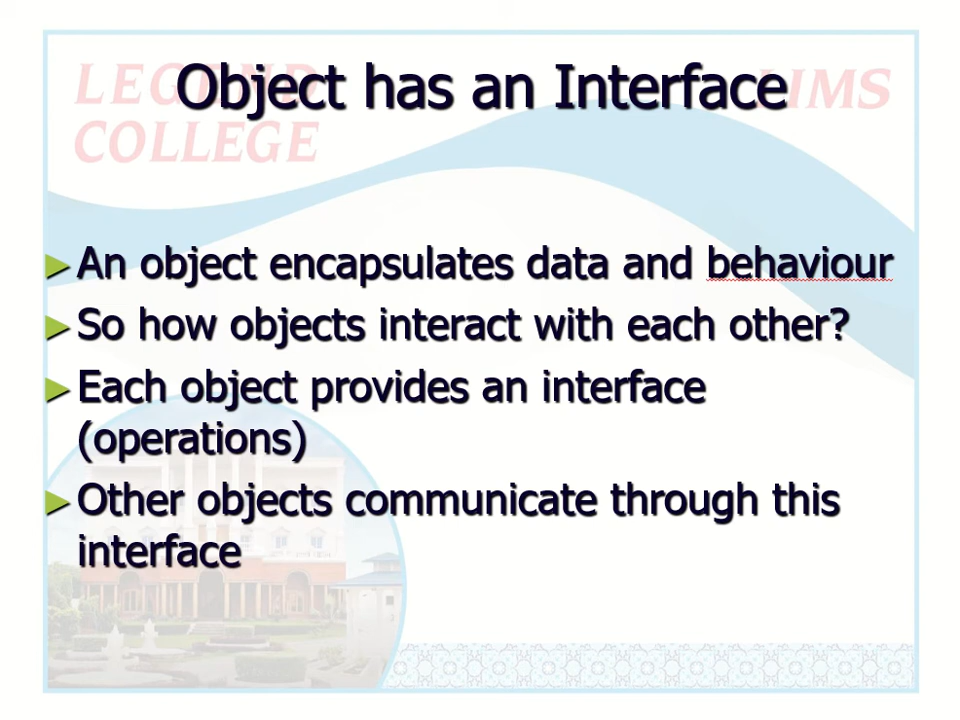 Object has an Interface
LEGEND
COLLEGE
IMS
► An object encapsulates data and behaviour
► So how objects interact with each other?
► Each object provides an interface
(operations)
► Other objects communicate through this
interface